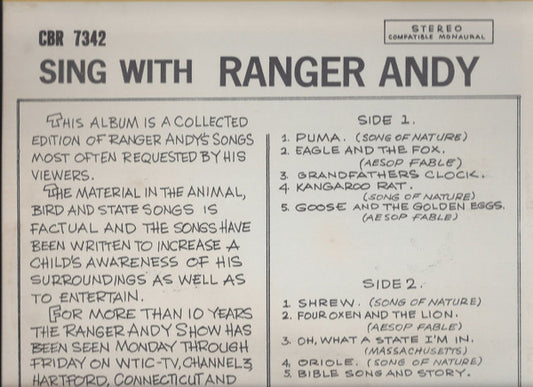 CBR 7342
STEREO
COMPATIBLE MONAURAL
SING WITH RANGER ANDY
THIS ALBUM IS A COLLECTED
EDITION OF RANGER ANDY'S SONGS
MOST OFTEN REQUESTED BY HIS
VIEWERS.
THE MATERIAL IN THE ANIMAL,
BIRD AND STATE SONGS IS
FACTUAL AND THE SONGS HAVE
BEEN WRITTEN TO INCREASE A
CHILD'S AWARENESS OF HIS
SURROUNDINGS AS WELL AS
TO ENTERTAIN.
FOR MORE THAN 10 YEARS
THE RANGER ANDY SHOW HAS
BEEN SEEN MONDAY THROUGH
FRIDAY ON WTIC-TV, CHANNEL 3,
HARTFORD, CONNECTICUT AND
SIDE 1.
1. PUMA. (SONG OF NATURE)
2. EAGLE AND THE FOX.
(AESOP FABLE)
3. GRANDFATHERS CLOCK.
4. KANGAROO RAT.
(SONG OF NATURE)
5. GOOSE AND THE GOLDEN EGGS.
(AESOP FABLE)
SIDE 2.
1. SHREW. (SONG OF NATURE)
2. FOUR OXEN AND THE LION.
(AESOP FABLE)
3. OH, WHAT A STATE I'M IN.
(MASSACHUSETTS)
4. ORIOLE. (SONG OF NATURE)
5. BIBLE SONG AND STORY.